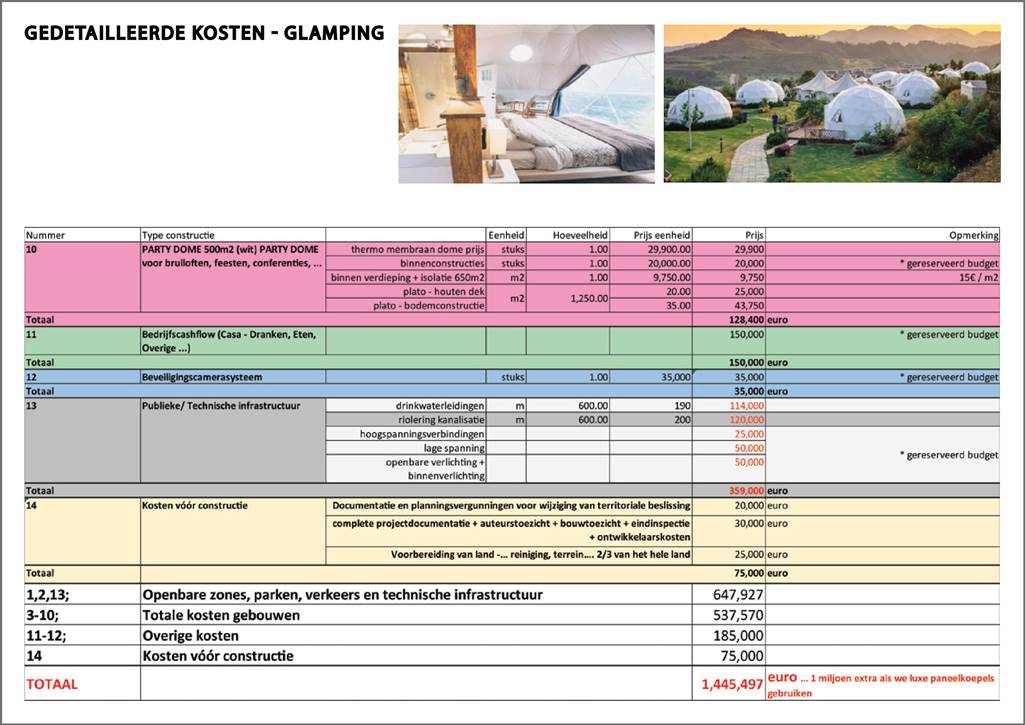 GEDETAILLEERDE KOSTEN - GLAMPING
Nummer Type constructie Eenheid Hoeveelheid Prijs eenheid Prijs Opmerking
10 PARTY DOME 500m2 (wit) PARTY DOME thermo membraan dome prijs stuks 1.00 29,900.00 29,900
voor bruiloften, feesten, conferenties, ... binnenconstructies stuks 1.00 20,000.00 20,000 * gereserveerd budget
binnen verdieping + isolatie 650m2 m2 1.00 9,750.00 9,750 15€ / m2
plato - houten dek m2 1,250.00 20.00 25,000
plato - bodemconstructie 35.00 43,750
Totaal 128,400 euro
11 Bedrijfscashflow (Casa - Dranken, Eten, 150,000 * gereserveerd budget
Overige ...)
Totaal 150,000 euro
12 Beveiligingscamerasysteem stuks 1.00 35,000 35,000 * gereserveerd budget
Totaal 35,000 euro
13 Publieke/ Technische infrastructuur drinkwaterleidingen m 600.00 190 114,000
riolering kanalisatie m 600.00 200 120,000
hoogspanningsverbindingen 25,000
lage spanning 50,000 * gereserveerd budget
openbare verlichting + 50,000
binnenverlichting
Totaal 359,000 euro
14 Kosten vóór constructie Documentatie en planningsvergunningen voor wijziging van territoriale beslissing 20,000 euro
complete projectdocumentatie + auteurstoezicht + bouwtoezicht + eindinspectie 30,000 euro
+ ontwikkelaarskosten
Voorbereiding van land -... reiniging, terrein.... 2/3 van het hele land 25,000 euro
Totaal 75,000 euro
1,2,13; Openbare zones, parken, verkeers en technische infrastructuur 647,927
3-10; Totale kosten gebouwen 537,570
11-12; Overige kosten 185,000
14 Kosten vóór constructie 75,000
TOTAAL 1,445,497 euro ... 1 miljoen extra als we luxe paneelkoepels
gebruiken